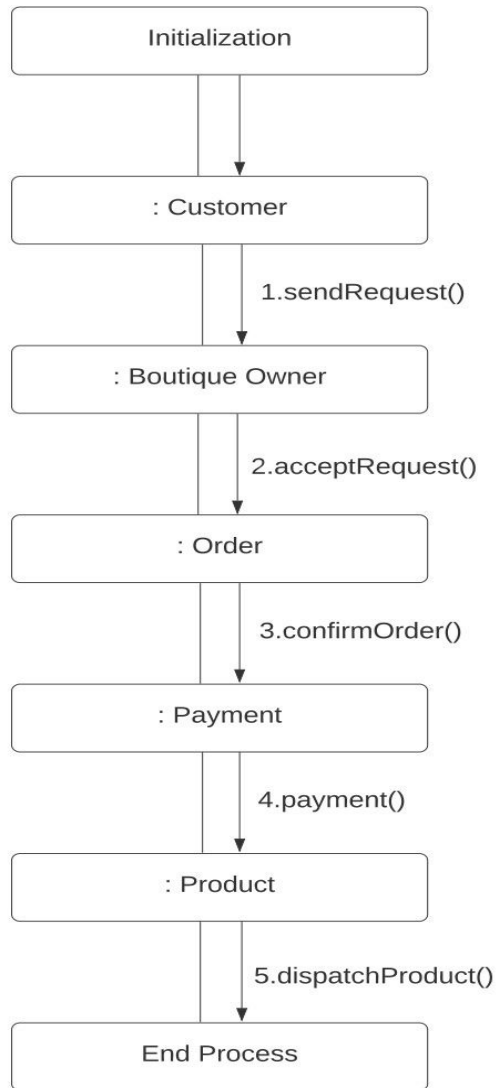 Initialization
: Customer
1.sendRequest()
: Boutique Owner
2.acceptRequest()
: Order
3.confirmOrder()
: Payment
4.payment()
: Product
5.dispatchProduct()
End Process